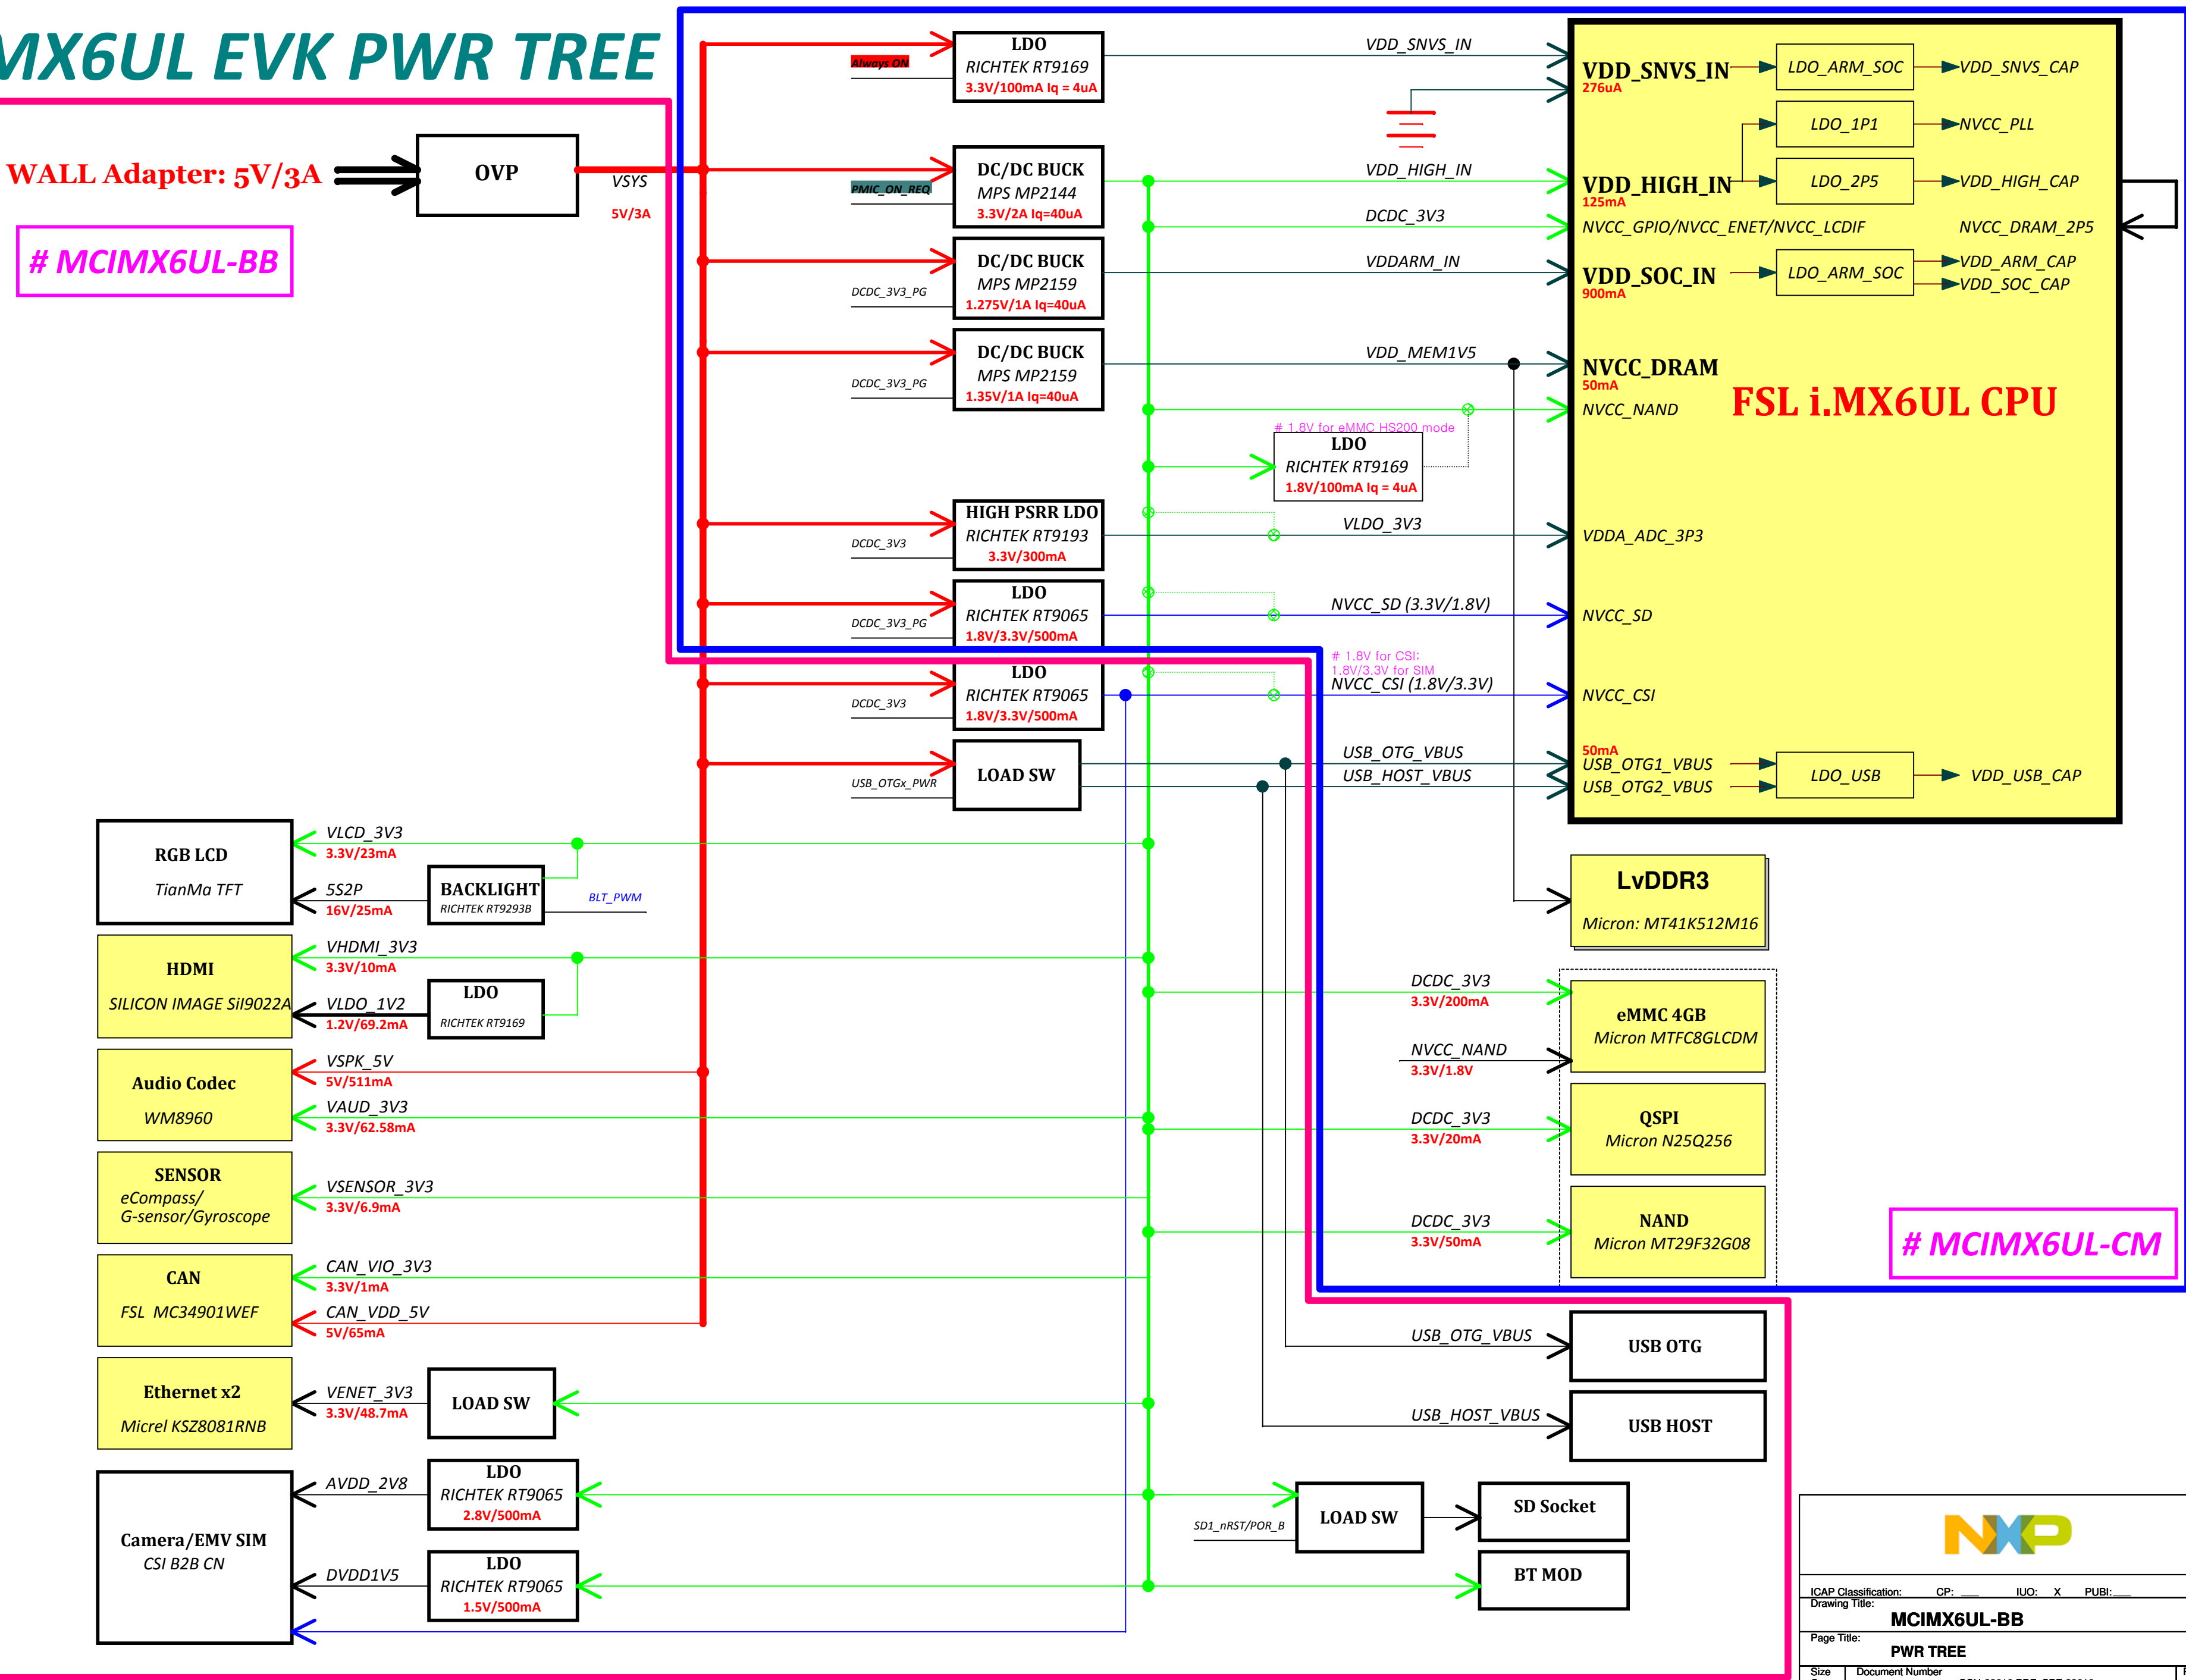 MX6UL EVK PWR TREE
WALL Adapter: 5V/3A
OVP
VSYS
5V/3A
# MCIMX6UL-BB
Always ON
LDO
RICHTEK RT9169
3.3V/100mA Iq = 4uA
VDD_SNVS_IN
PMIC_ON_REQ
DC/DC BUCK
MPS MP2144
3.3V/2A Iq=40uA
VDD_HIGH_IN
DCDC_3V3
DCDC_3V3_PG
DC/DC BUCK
MPS MP2159
1.275V/1A Iq=40uA
VDDARM_IN
DCDC_3V3_PG
DC/DC BUCK
MPS MP2159
1.35V/1A Iq=40uA
VDD_MEM1V5
# 1.8V for eMMC HS200 mode
LDO
RICHTEK RT9169
1.8V/100mA Iq = 4uA
DCDC_3V3
HIGH PSRR LDO
RICHTEK RT9193
3.3V/300mA
VLDO_3V3
DCDC_3V3_PG
LDO
RICHTEK RT9065
1.8V/3.3V/500mA
NVCC_SD (3.3V/1.8V)
DCDC_3V3
LDO
RICHTEK RT9065
1.8V/3.3V/500mA
# 1.8V for CSI;
1.8V/3.3V for SIM
NVCC_CSI (1.8V/3.3V)
USB_OTGx_PWR
LOAD SW
USB_OTG_VBUS
USB_HOST_VBUS
VDD_SNVS_IN
276uA
LDO_ARM_SOC
VDD_SNVS_CAP
LDO_1P1
NVCC_PLL
VDD_HIGH_IN
125mA
LDO_2P5
VDD_HIGH_CAP
NVCC_GPIO/NVCC_ENET/NVCC_LCDIF
NVCC_DRAM_2P5
VDD_SOC_IN
900mA
LDO_ARM_SOC
VDD_ARM_CAP
VDD_SOC_CAP
NVCC_DRAM
50mA
NVCC_NAND
FSL i.MX6UL CPU
VDDA_ADC_3P3
NVCC_SD
NVCC_CSI
50mA
USB_OTG1_VBUS
USB_OTG2_VBUS
LDO_USB
VDD_USB_CAP
RGB LCD
TianMa TFT
VLCD_3V3
3.3V/23mA
5S2P
16V/25mA
BACKLIGHT
RICHTEK RT9293B
BLT_PWM
HDMI
SILICON IMAGE SiI9022A
VHDMI_3V3
3.3V/10mA
VLDO_1V2
1.2V/69.2mA
LDO
RICHTEK RT9169
Audio Codec
WM8960
VSPK_5V
5V/511mA
VAUD_3V3
3.3V/62.58mA
SENSOR
eCompass/
G-sensor/Gyroscope
VSENSOR_3V3
3.3V/6.9mA
CAN
FSL MC34901WEF
CAN_VIO_3V3
3.3V/1mA
CAN_VDD_5V
5V/65mA
Ethernet x2
Micrel KSZ8081RNB
VENET_3V3
3.3V/48.7mA
LOAD SW
Camera/EMV SIM
CSI B2B CN
AVDD_2V8
LDO
RICHTEK RT9065
2.8V/500mA
DVDD1V5
LDO
RICHTEK RT9065
1.5V/500mA
LvDDR3
Micron: MT41K512M16
DCDC_3V3
3.3V/200mA
NVCC_NAND
3.3V/1.8V
eMMC 4GB
Micron MTFC8GLCDM
DCDC_3V3
3.3V/20mA
QSPI
Micron N25Q256
DCDC_3V3
3.3V/50mA
NAND
Micron MT29F32G08
# MCIMX6UL-CM
USB_OTG_VBUS
USB OTG
USB_HOST_VBUS
USB HOST
SD1_nRST/POR_B
LOAD SW
SD Socket
BT MOD
NXP
ICAP Classification: CP: ___ IUO: X PUBI: ___
Drawing Title:
MCIMX6UL-BB
Page Title:
PWR TREE
Size
Document Number